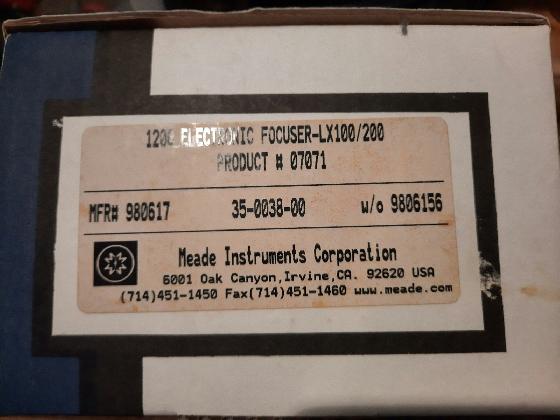 1206 ELECTRONIC FOCUSER-LX100/200
PRODUCT # 07071
MFR# 980617 35-0038-00 w/o 9806156
Meade Instruments Corporation
6001 Oak Canyon,Irvine,CA. 92620 USA
(714)451-1450 Fax(714)451-1460 www.meade.com